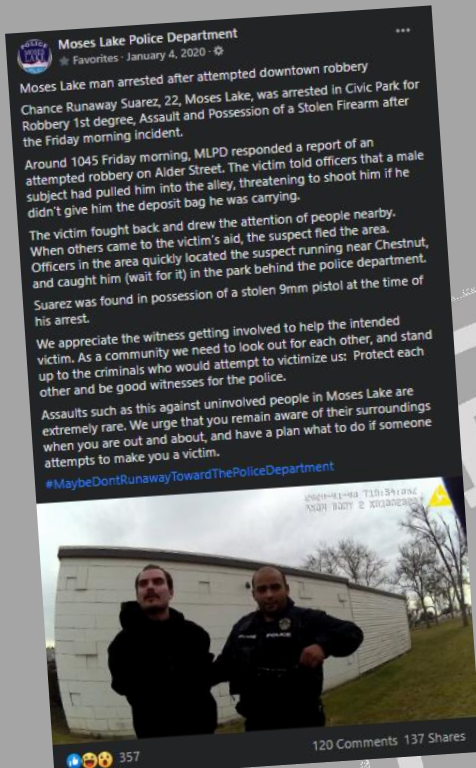 Moses Lake Police Department
Favorites · January 4, 2020 ·
Moses Lake man arrested after attempted downtown robbery
Chance Runaway Suarez, 22, Moses Lake, was arrested in Civic Park for
Robbery 1st degree, Assault and Possession of a Stolen Firearm after
the Friday morning incident.
Around 1045 Friday morning, MLPD responded a report of an
attempted robbery on Alder Street. The victim told officers that a male
subject had pulled him into the alley, threatening to shoot him if he
didn't give him the deposit bag he was carrying.
The victim fought back and drew the attention of people nearby.
When others came to the victim's aid, the suspect fled the area.
Officers in the area quickly located the suspect running near Chestnut,
and caught him (wait for it) in the park behind the police department.
Suarez was found in possession of a stolen 9mm pistol at the time of
his arrest.
We appreciate the witness getting involved to help the intended
victim. As a community we need to look out for each other, and stand
up to the criminals who would attempt to victimize us: Protect each
other and be good witnesses for the police.
Assaults such as this against uninvolved people in Moses Lake are
extremely rare. We urge that you remain aware of their surroundings
when you are out and about, and have a plan what to do if someone
attempts to make you a victim.
#MaybeDontRunawayTowardThePoliceDepartment
POLICE
357
120 Comments 137 Shares